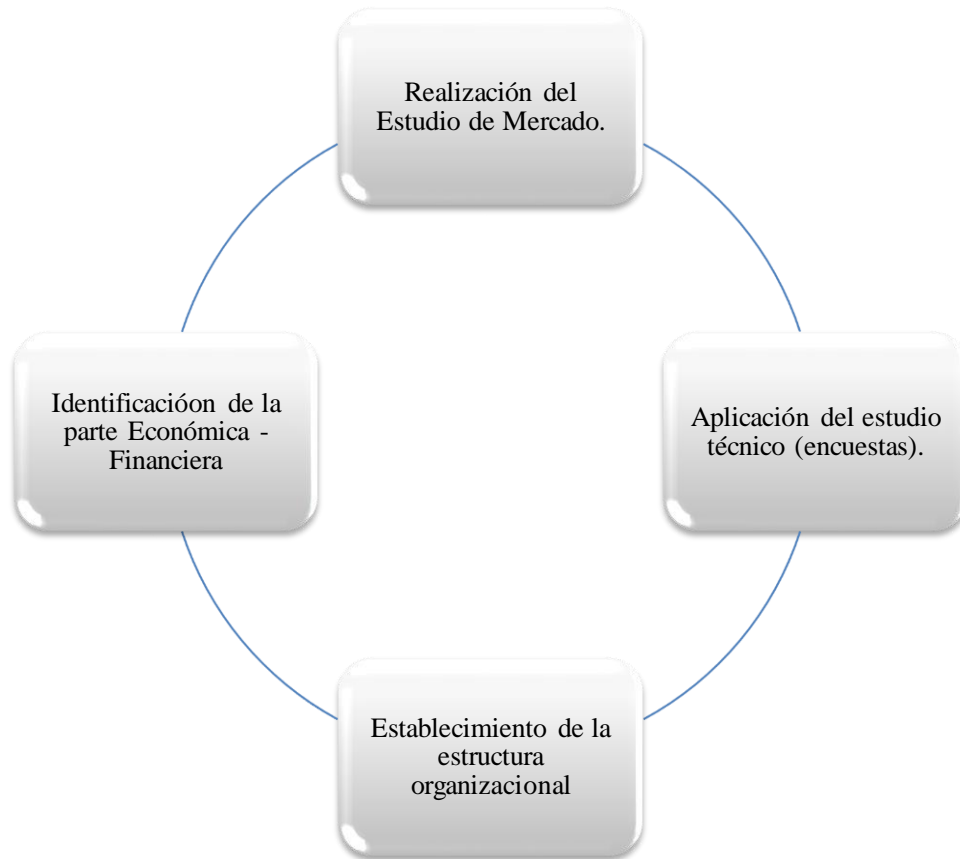 Realización del
Estudio de Mercado.
Aplicación del estudio
técnico (encuestas).
Establecimiento de la
estructura
organizacional
Identificacióon de la
parte Económica -
Financiera